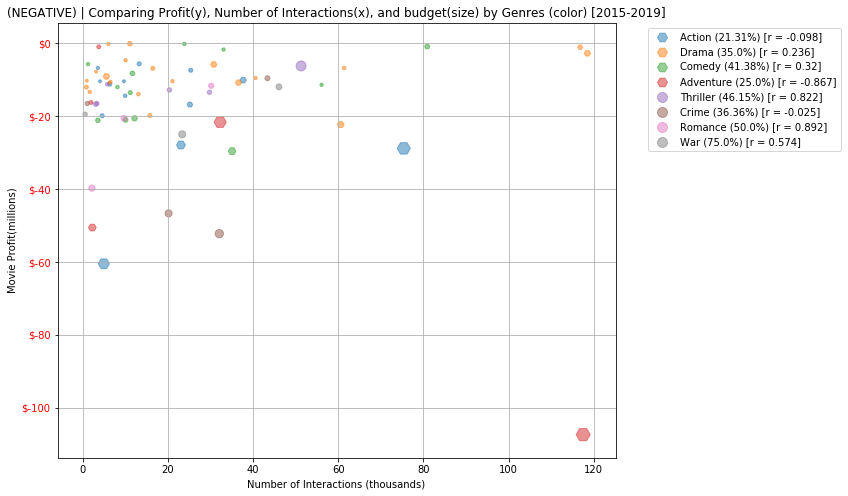 (NEGATIVE) | Comparing Profit(y), Number of Interactions(x), and budget(size) by Genres (color) [2015-2019]
Action (21.31%) [r = -0.098]
Drama (35.0%) [r = 0.236]
Comedy (41.38%) [r = 0.32]
Adventure (25.0%) [r = -0.867]
Thriller (46.15%) [r = 0.822]
Crime (36.36%) [r = -0.025]
Romance (50.0%) [r = 0.892]
War (75.0%) [r = 0.574]
Movie Profit(millions)
$0
$-20
$-40
$-60
$-80
$-100
0 20 40 60 80 100 120
Number of Interactions (thousands)